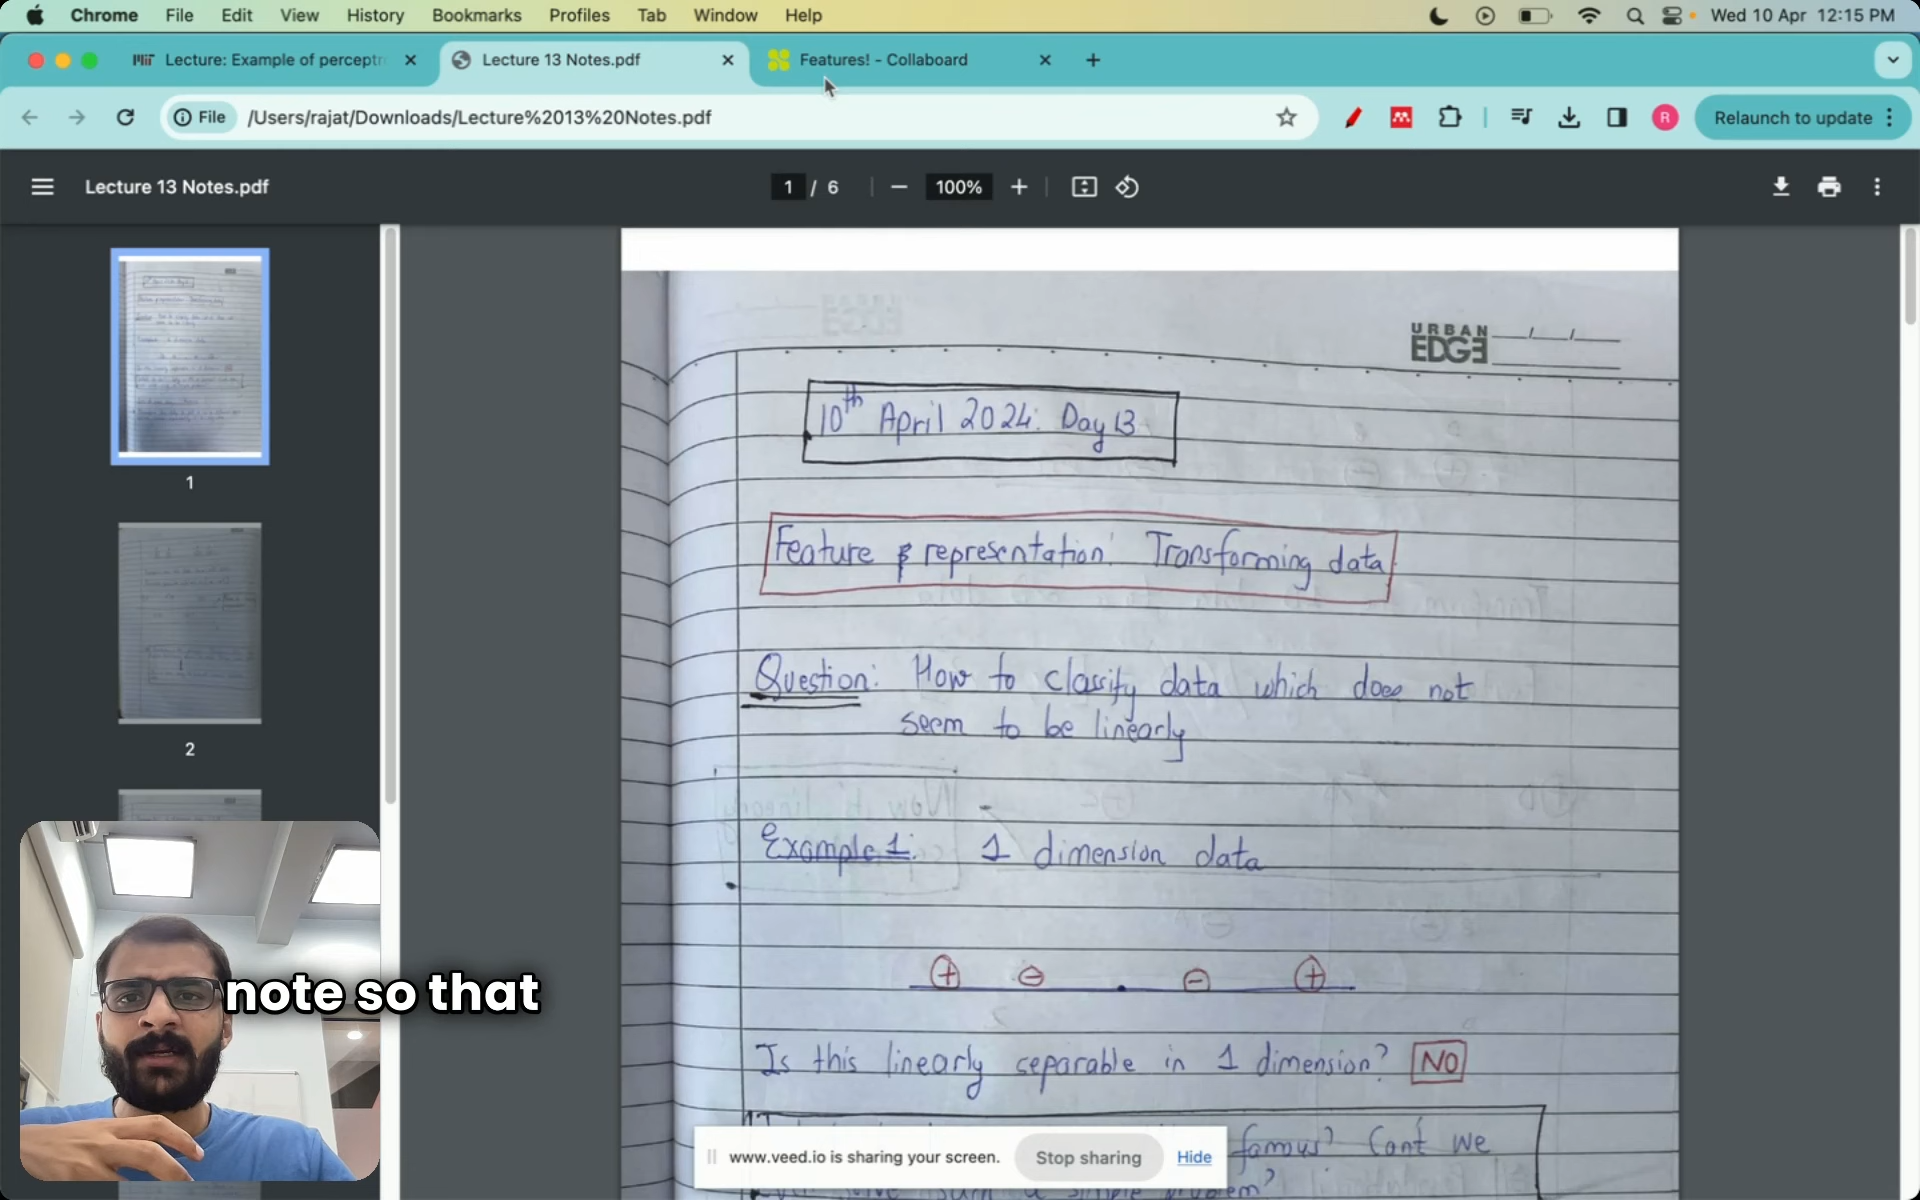 Chrome File Edit View History Bookmarks Profiles Tab Window Help Wed 10 Apr 12:15 PM
Lecture: Example of perceptr Lecture 13 Notes.pdf Features! - Collaboard
File /Users/rajat/Downloads/Lecture%2013%20Notes.pdf R Relaunch to update
Lecture 13 Notes.pdf 1 / 6 100%
1
2
URBAN
EDGE
10th April 2024: Day 13
Feature & representation: Transforming data
Question: How to classify data which does not
seem to be linearly
Example 1: 1 dimension data
+ - - +
Is this linearly separable in 1 dimension? NO
famous? Can't we
problem?
note so that
www.veed.io is sharing your screen. Stop sharing Hide